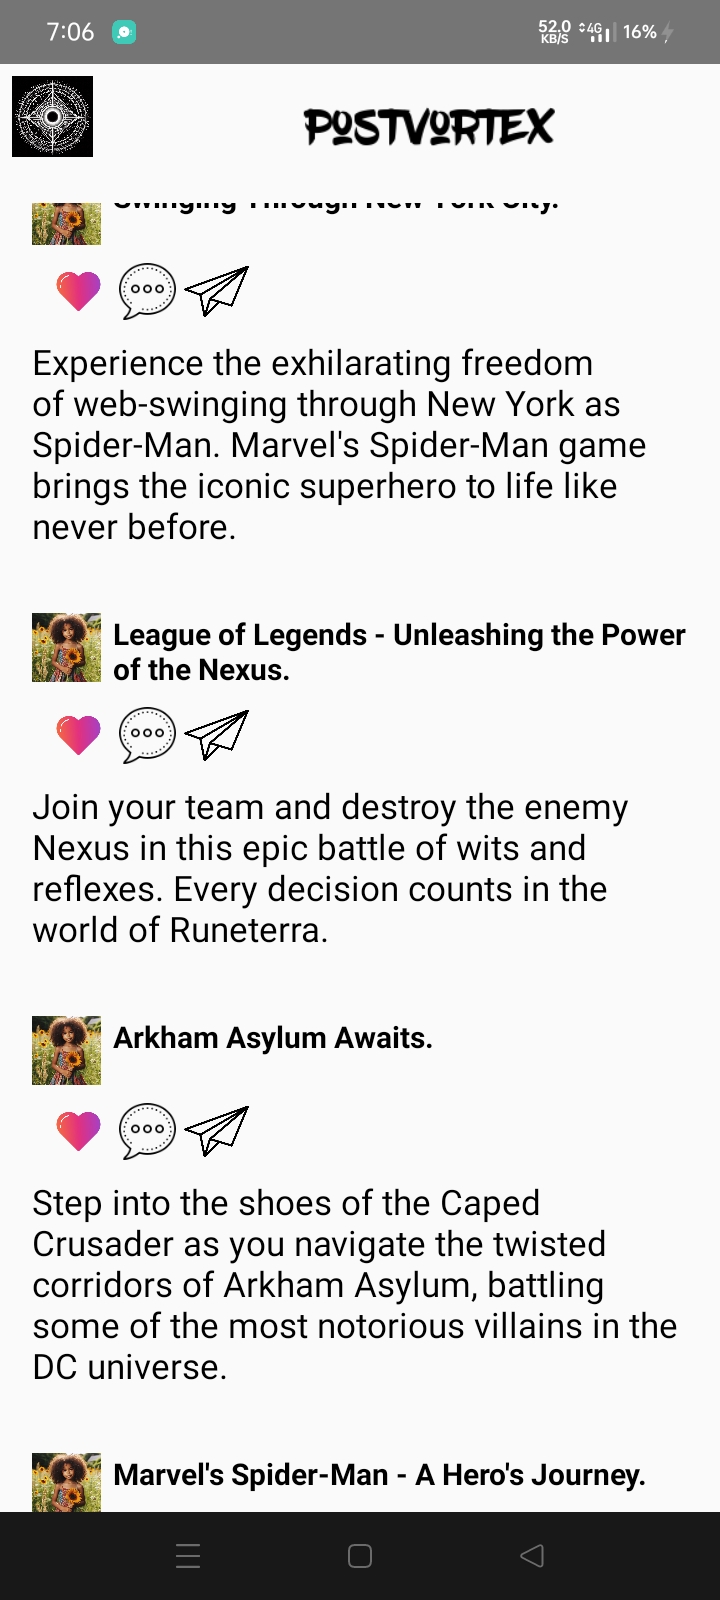 7:06
52.0
KB/S
4G
16%
POSTVORTEX
Swinging Through New York City.
Experience the exhilarating freedom
of web-swinging through New York as
Spider-Man. Marvel's Spider-Man game
brings the iconic superhero to life like
never before.
League of Legends - Unleashing the Power
of the Nexus.
Join your team and destroy the enemy
Nexus in this epic battle of wits and
reflexes. Every decision counts in the
world of Runeterra.
Arkham Asylum Awaits.
Step into the shoes of the Caped
Crusader as you navigate the twisted
corridors of Arkham Asylum, battling
some of the most notorious villains in the
DC universe.
Marvel's Spider-Man - A Hero's Journey.